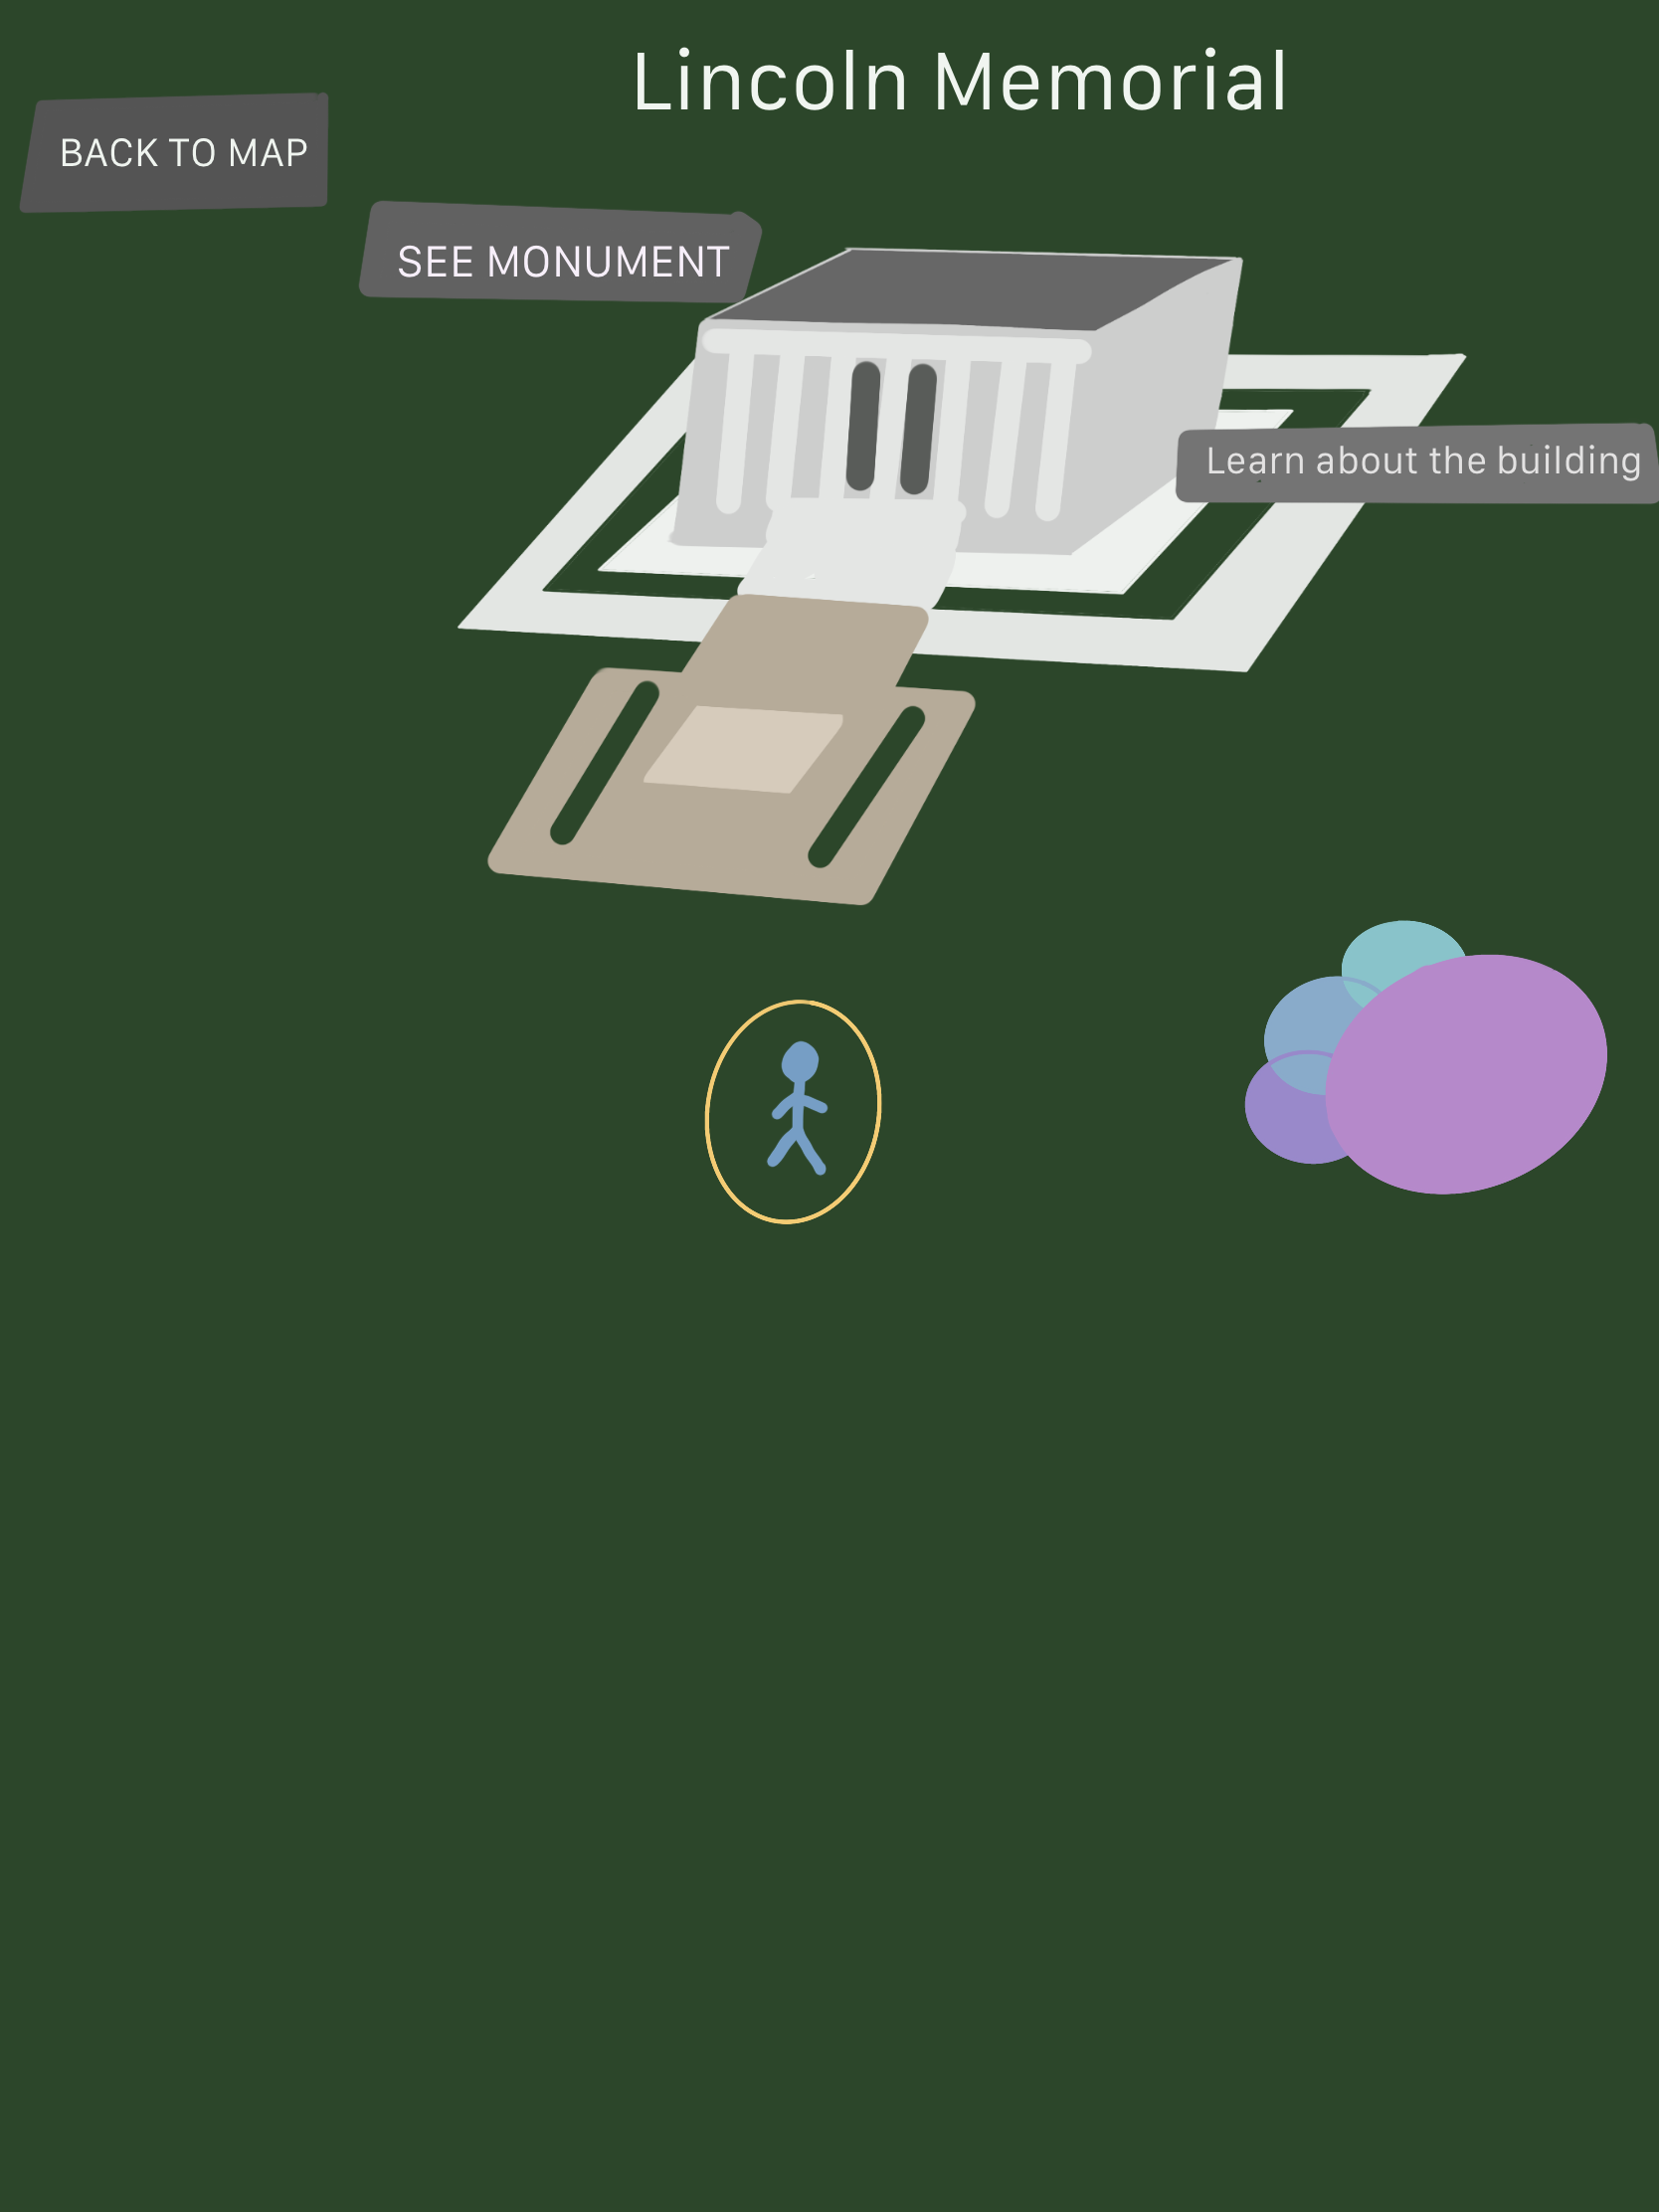 Lincoln Memorial
BACK TO MAP
SEE MONUMENT
Learn about the building